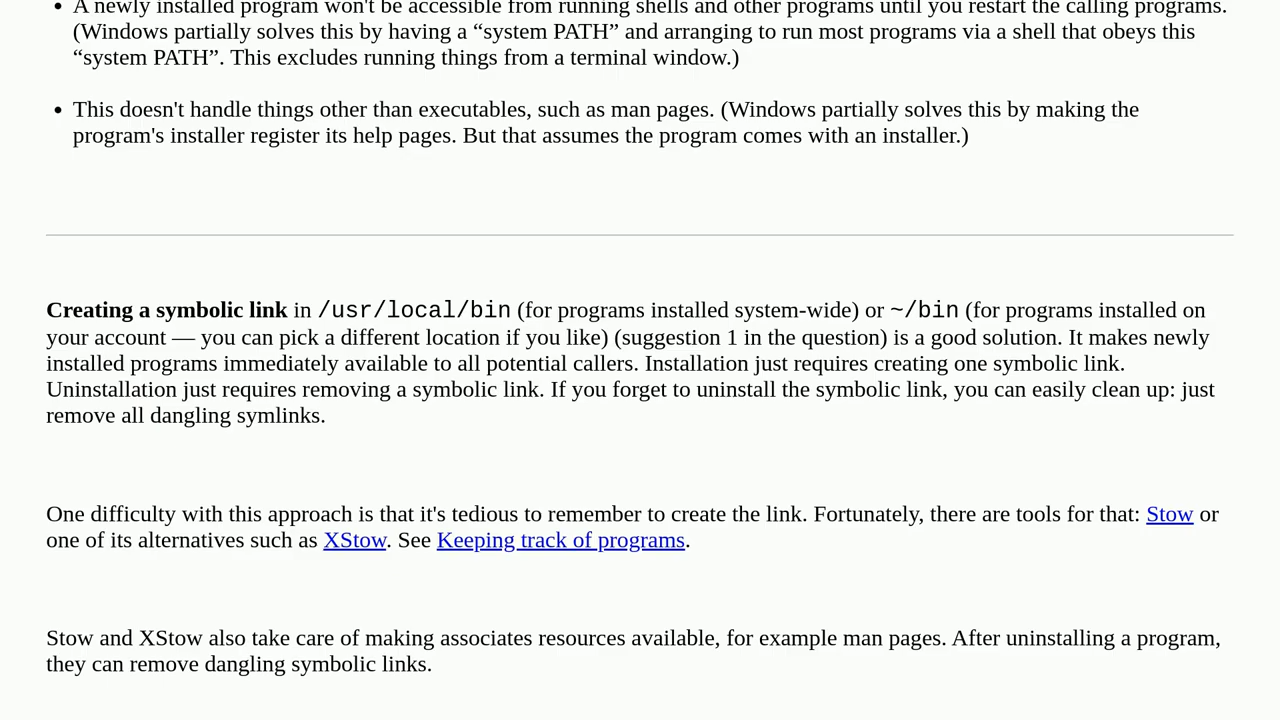 A newly installed program won't be accessible from running shells and other programs until you restart the calling programs.
(Windows partially solves this by having a “system PATH” and arranging to run most programs via a shell that obeys this
“system PATH”. This excludes running things from a terminal window.)
This doesn't handle things other than executables, such as man pages. (Windows partially solves this by making the
program's installer register its help pages. But that assumes the program comes with an installer.)
Creating a symbolic link in /usr/local/bin (for programs installed system-wide) or ~/bin (for programs installed on
your account — you can pick a different location if you like) (suggestion 1 in the question) is a good solution. It makes newly
installed programs immediately available to all potential callers. Installation just requires creating one symbolic link.
Uninstallation just requires removing a symbolic link. If you forget to uninstall the symbolic link, you can easily clean up: just
remove all dangling symlinks.
One difficulty with this approach is that it's tedious to remember to create the link. Fortunately, there are tools for that: Stow or
one of its alternatives such as XStow. See Keeping track of programs.
Stow and XStow also take care of making associates resources available, for example man pages. After uninstalling a program,
they can remove dangling symbolic links.